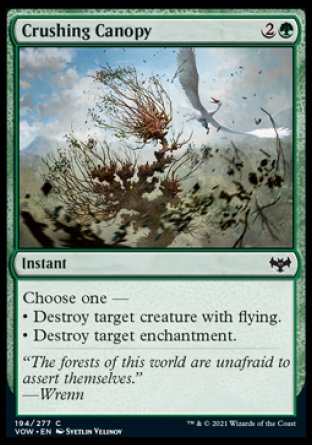 Crushing Canopy 2
Instant
Choose one —
• Destroy target creature with flying.
• Destroy target enchantment.
“The forests of this world are unafraid to
assert themselves.”
—Wrenn
194/277 C
VOW • EN Svetlin Velinov ™ & © 2021 Wizards of the Coast